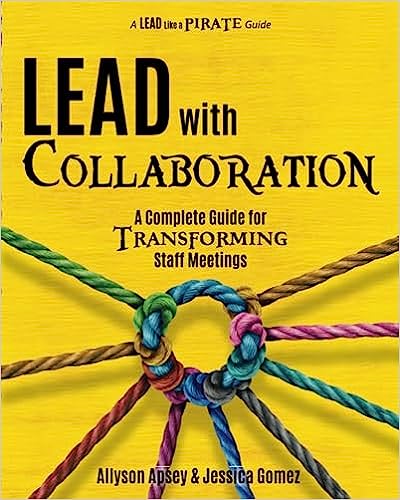 A LEAD Like a PIRATE Guide
LEAD with
COLLABORATION
A Complete Guide for
TRANSFORMING
Staff Meetings
Allyson Apsey & Jessica Gomez